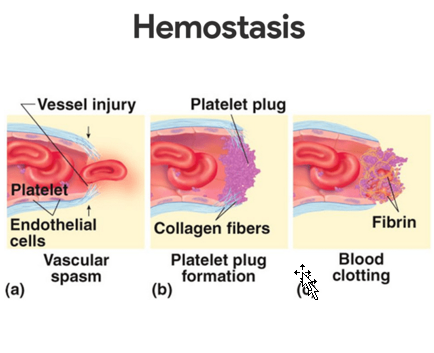 Hemostasis
Vessel injury
Platelet
Endothelial
cells
Vascular
spasm
(a)
Platelet plug
Collagen fibers
Platelet plug
formation
(b)
Fibrin
Blood
clotting